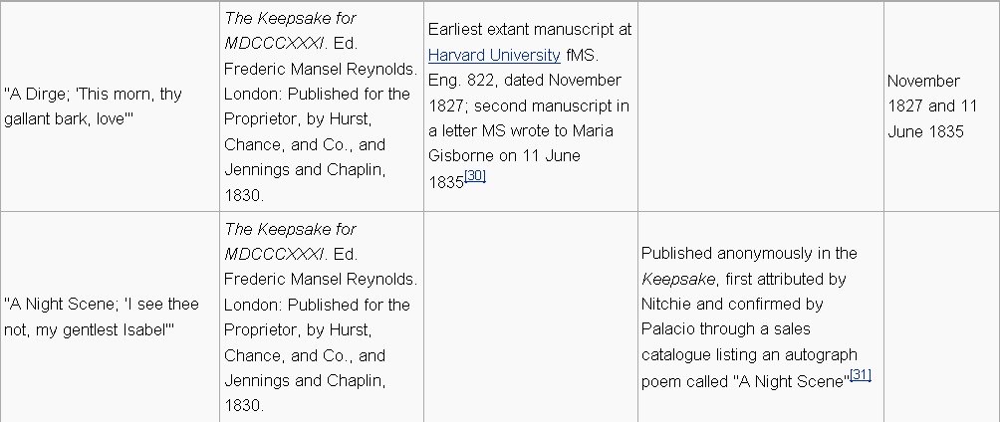 "A Dirge; 'This morn, thy
gallant bark, love'"
The Keepsake for
MDCCCXXXI. Ed.
Frederic Mansel Reynolds.
London: Published for the
Proprietor, by Hurst,
Chance, and Co., and
Jennings and Chaplin,
1830.
Earliest extant manuscript at
Harvard University fMS.
Eng. 822, dated November
1827; second manuscript in
a letter MS wrote to Maria
Gisborne on 11 June
1835[30]
November
1827 and 11
June 1835
"A Night Scene; 'I see thee
not, my gentlest Isabel'"
The Keepsake for
MDCCCXXXI. Ed.
Frederic Mansel Reynolds.
London: Published for the
Proprietor, by Hurst,
Chance, and Co., and
Jennings and Chaplin,
1830.
Published anonymously in the
Keepsake, first attributed by
Nitchie and confirmed by
Palacio through a sales
catalogue listing an autograph
poem called "A Night Scene"[31]